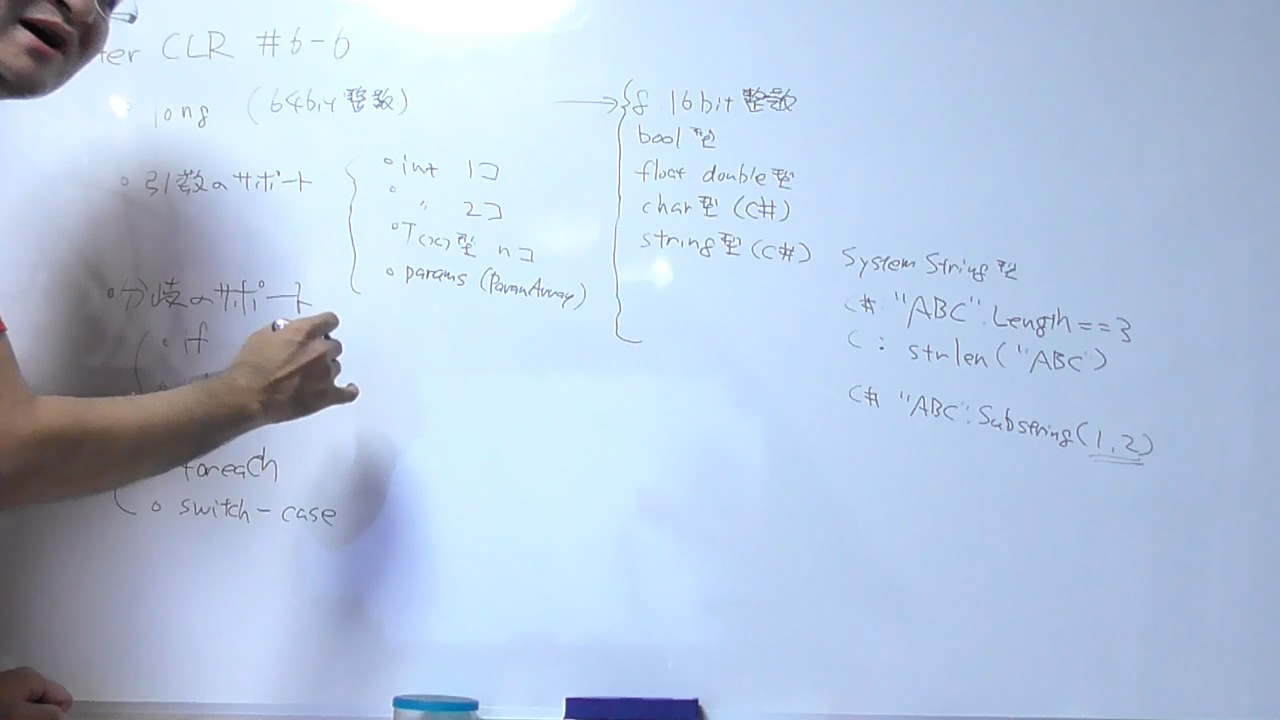 ter CLR #6-6
long (64bit 整数)
引数のサポート
int 1コ
〃 2コ
T(x)型 nコ
params (ParamArray)
分岐のサポート
if
foreach
switch-case
→ 8 16bit 整数
bool 型
float double 型
char 型 (C#)
string 型 (C#)
System String 型
C# "ABC".Length==3
C: strlen("ABC")
C# "ABC".Substring(1,2)